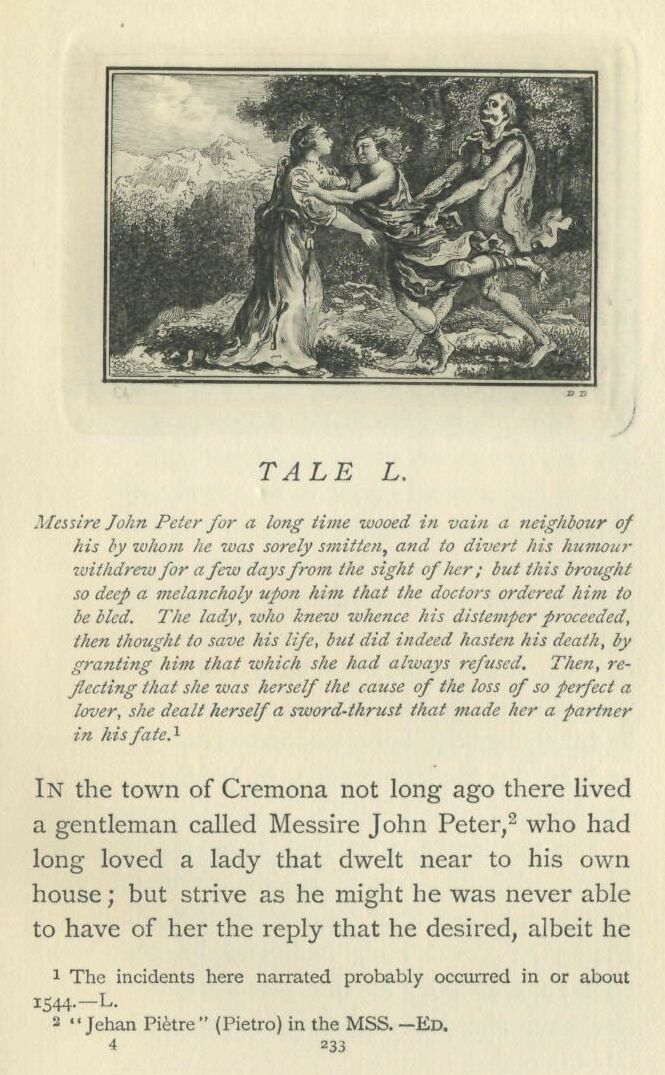 D D
TALE L.
Messire John Peter for a long time wooed in vain a neighbour of
his by whom he was sorely smitten, and to divert his humour
withdrew for a few days from the sight of her; but this brought
so deep a melancholy upon him that the doctors ordered him to
be bled. The lady, who knew whence his distemper proceeded,
then thought to save his life, but did indeed hasten his death, by
granting him that which she had always refused. Then, re-
flecting that she was herself the cause of the loss of so perfect a
lover, she dealt herself a sword-thrust that made her a partner
in his fate.¹
IN the town of Cremona not long ago there lived
a gentleman called Messire John Peter,² who had
long loved a lady that dwelt near to his own
house; but strive as he might he was never able
to have of her the reply that he desired, albeit he
¹ The incidents here narrated probably occurred in or about
1544.—L.
² "Jehan Piètre" (Pietro) in the MSS.—ED.
4 233